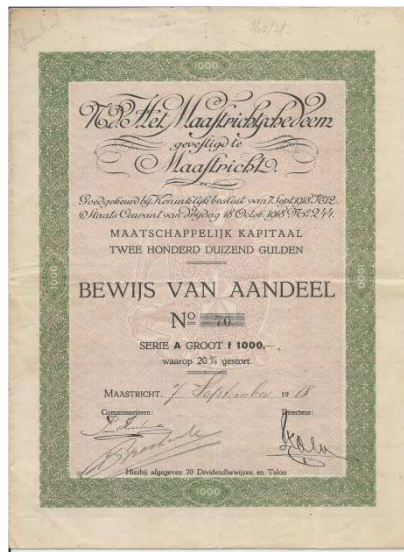 1000
N.V. Het Maastrichtsche Veem
gevestigd te
Maastricht.
Goedgekeurd bij Koninklijk besluit van 7 Sept. 1918. No 12.
Staats Courant van Vrijdag 18 Octob. 1918 No 244.
MAATSCHAPPELIJK KAPITAAL
TWEE HONDERD DUIZEND GULDEN
BEWIJS VAN AANDEEL
No 70
SERIE A GROOT f 1000.—
waarop 20% gestort.
MAASTRICHT, 7 September 1918
Commissarissen: Directeur:
Hierbij afgegeven 20 Dividendbewijzen en Talon
1000
1000
1000